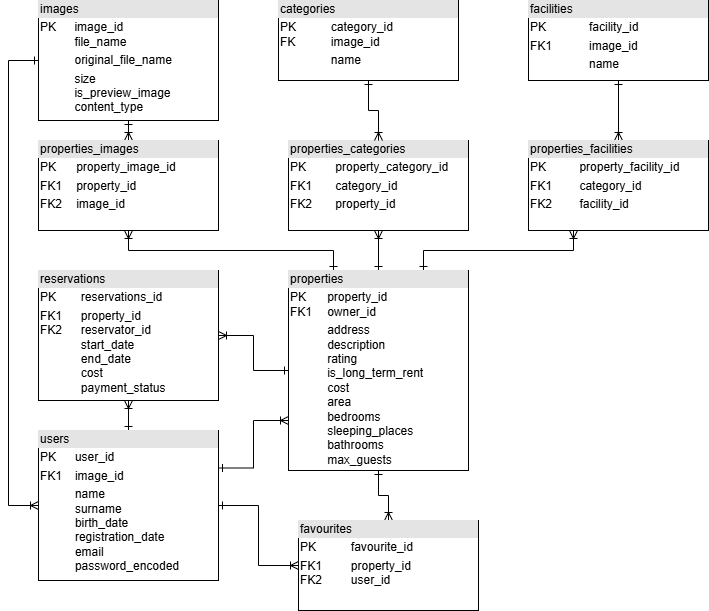 images
PK image_id
file_name
original_file_name
size
is_preview_image
content_type
categories
PK category_id
FK image_id
name
facilities
PK facility_id
FK1 image_id
name
properties_images
PK property_image_id
FK1 property_id
FK2 image_id
properties_categories
PK property_category_id
FK1 category_id
FK2 property_id
properties_facilities
PK property_facility_id
FK1 category_id
FK2 facility_id
reservations
PK reservations_id
FK1 property_id
FK2 reservator_id
start_date
end_date
cost
payment_status
properties
PK property_id
FK1 owner_id
address
description
rating
is_long_term_rent
cost
area
bedrooms
sleeping_places
bathrooms
max_guests
users
PK user_id
FK1 image_id
name
surname
birth_date
registration_date
email
password_encoded
favourites
PK favourite_id
FK1 property_id
FK2 user_id